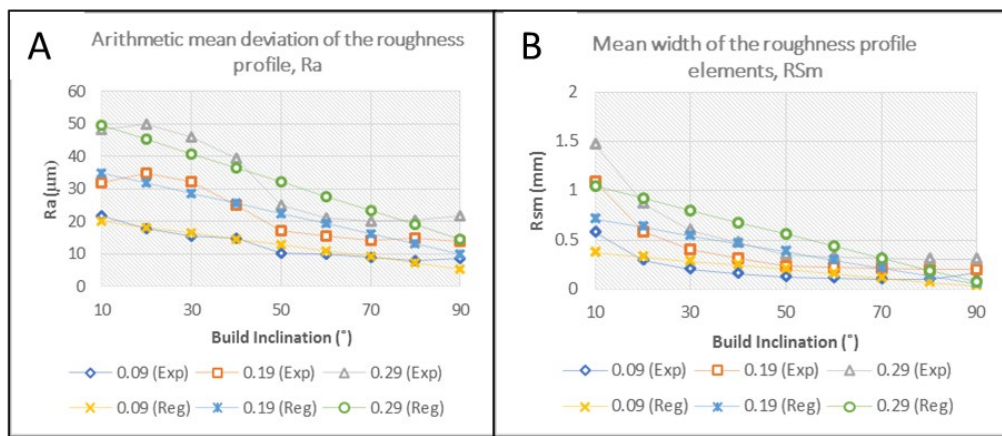 A
Arithmetic mean deviation of the roughness
profile, Ra
60
50
40
30
20
10
0
Ra (µm)
10 30 50 70 90
Build Inclination (˚)
0.09 (Exp) 0.19 (Exp) 0.29 (Exp)
0.09 (Reg) 0.19 (Reg) 0.29 (Reg)
B
Mean width of the roughness profile
elements, RSm
2
1.5
1
0.5
0
Rsm (mm)
10 30 50 70 90
Build Inclination (˚)
0.09 (Exp) 0.19 (Exp) 0.29 (Exp)
0.09 (Reg) 0.19 (Reg) 0.29 (Reg)